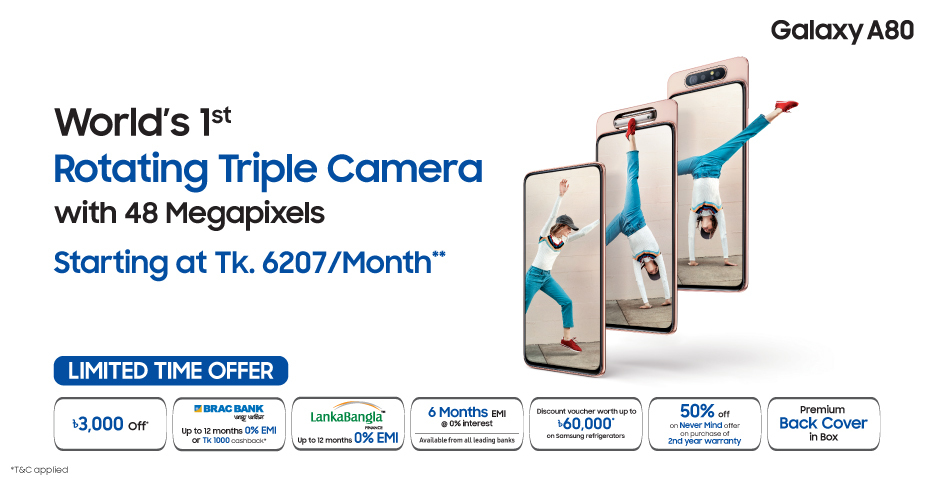 Galaxy A80
World's 1st
Rotating Triple Camera
with 48 Megapixels
Starting at Tk. 6207/Month**
LIMITED TIME OFFER
৳3,000 Off*
BRAC BANK
ব্র্যাক ব্যাংক
Up to 12 months 0% EMI
or Tk 1000 cashback*
LankaBangla™
FINANCE
Up to 12 months 0% EMI
6 Months EMI
@ 0% interest
Available from all leading banks
Discount voucher worth up to
৳60,000*
on Samsung refrigerators
50% off
on Never Mind offer
on purchase of
2nd year warranty
Premium
Back Cover
in Box
*T&C applied